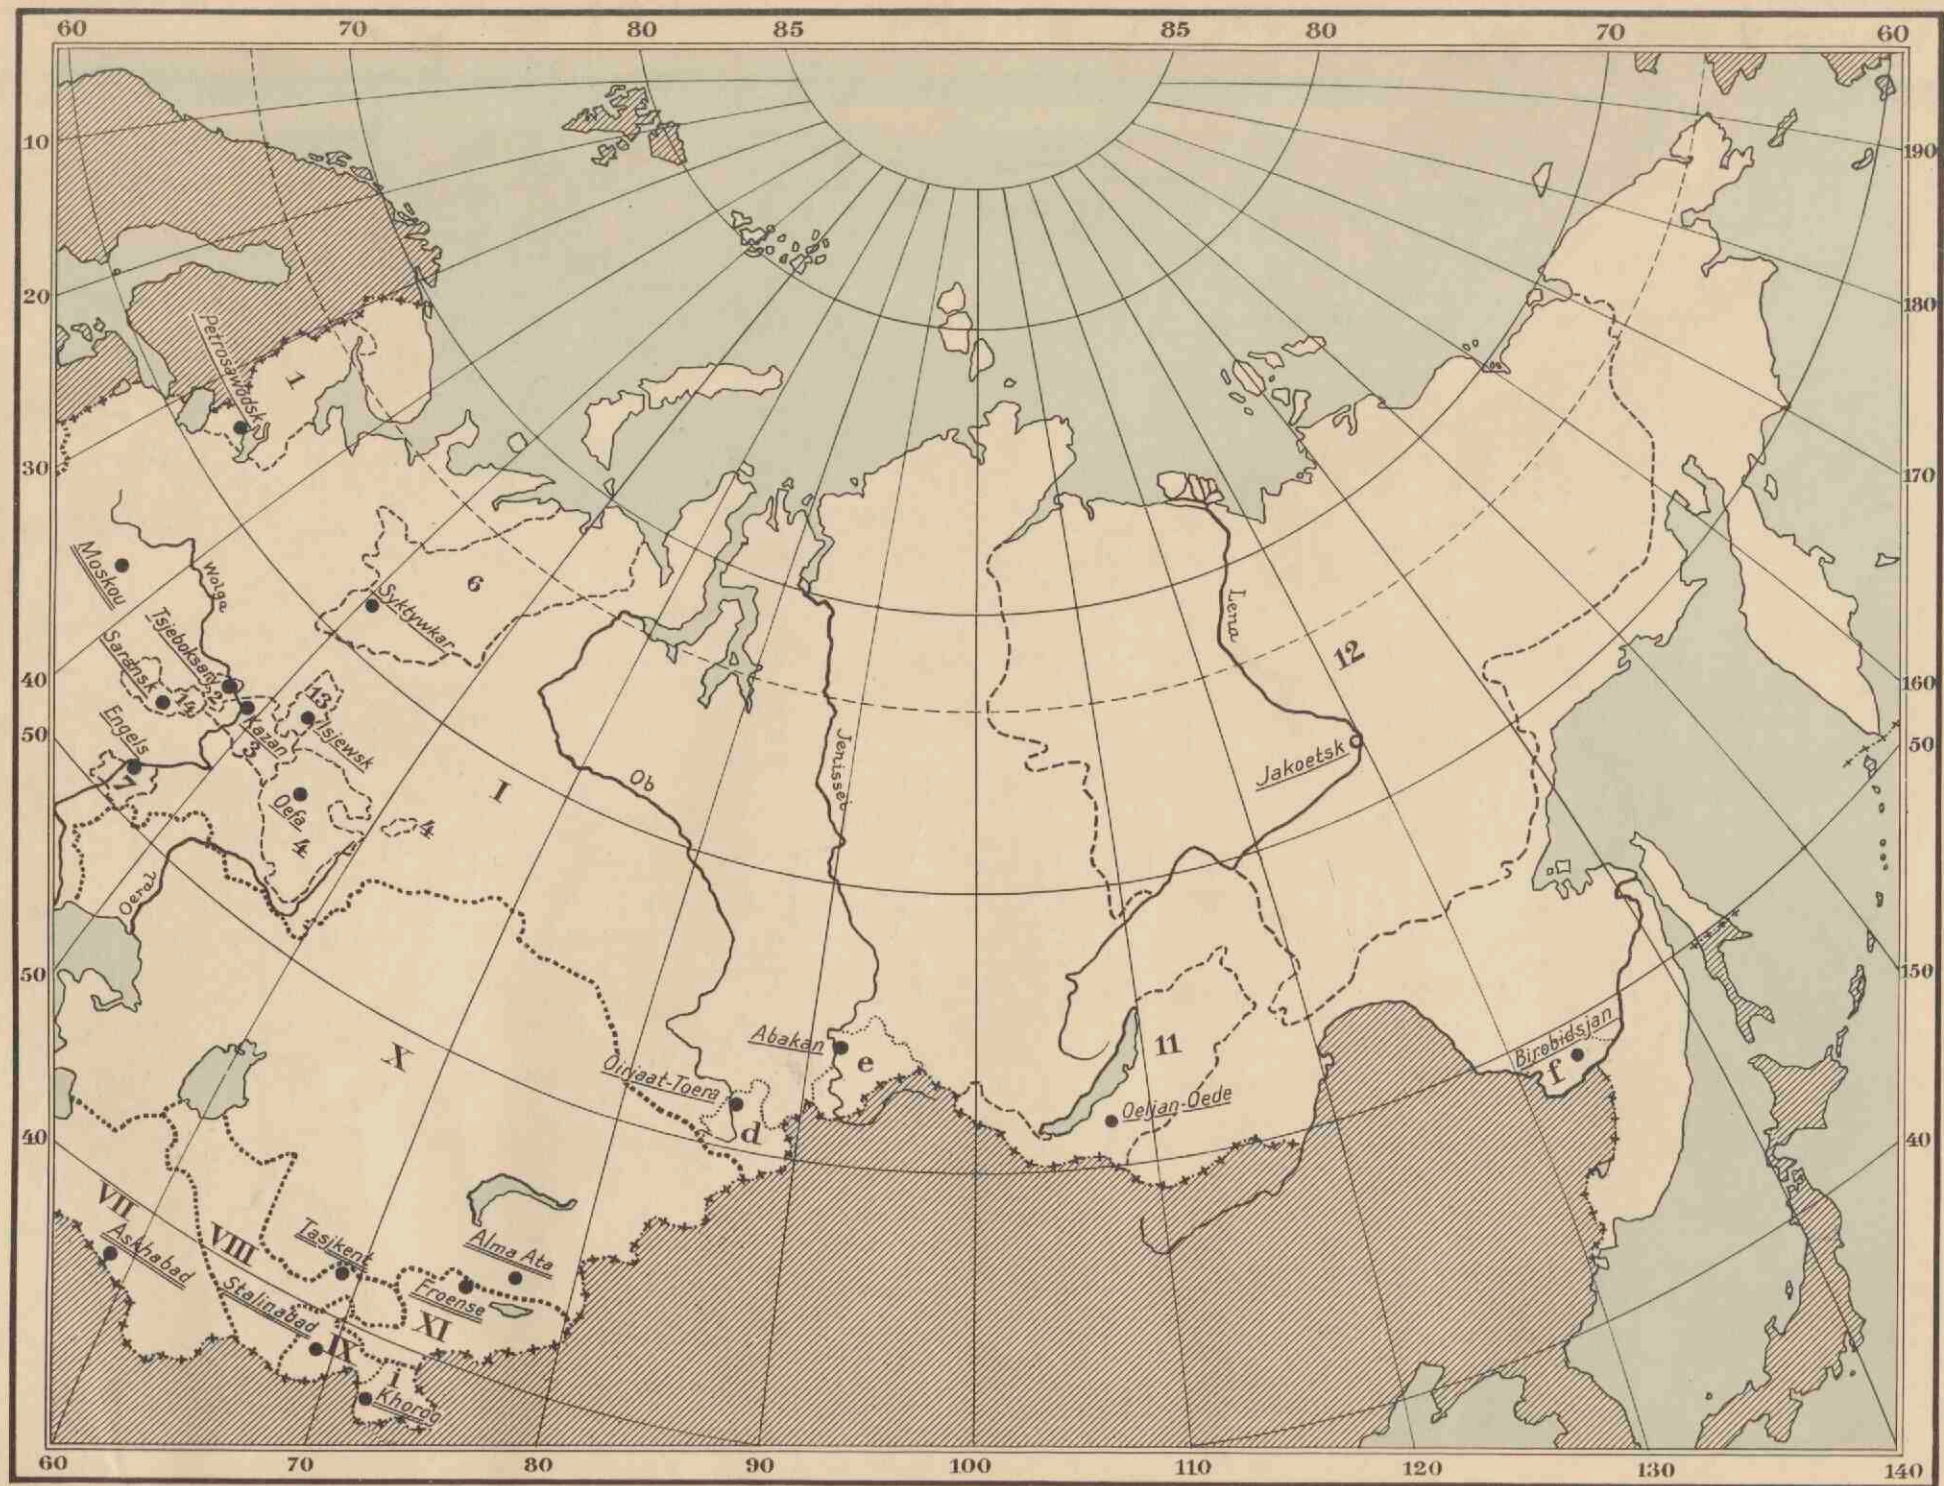 60 70 80 85 85 80 70 60
10
20
30
40
50
50
40
190
180
170
160
50
150
40
60 70 80 90 100 110 120 130 140
Petrosawodsk
1
Moskou
Wolga
6
Syktywkar
Tsjeboksary
Saransk
14
2
13
Isjewsk
Kazan
3
Engels
7
Oefa
4
4
Oeral
I
Ob
Jenissei
Lena
12
Jakoetsk
X
Abakan
e
Oirjaat-Toera
d
11
Oeljan-Oede
Birobidsjan
f
VII
Askhabad
VIII
Tasjkent
Alma Ata
Froense
XI
Stalinabad
IX
i
Khorog